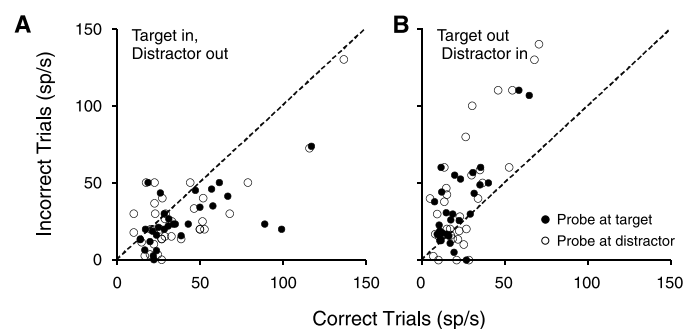 A
Target in,
Distractor out
B
Target out
Distractor in
150
100
50
0
Incorrect Trials (sp/s)
Probe at target
Probe at distractor
0
50
100
150
0
50
100
150
Correct Trials (sp/s)